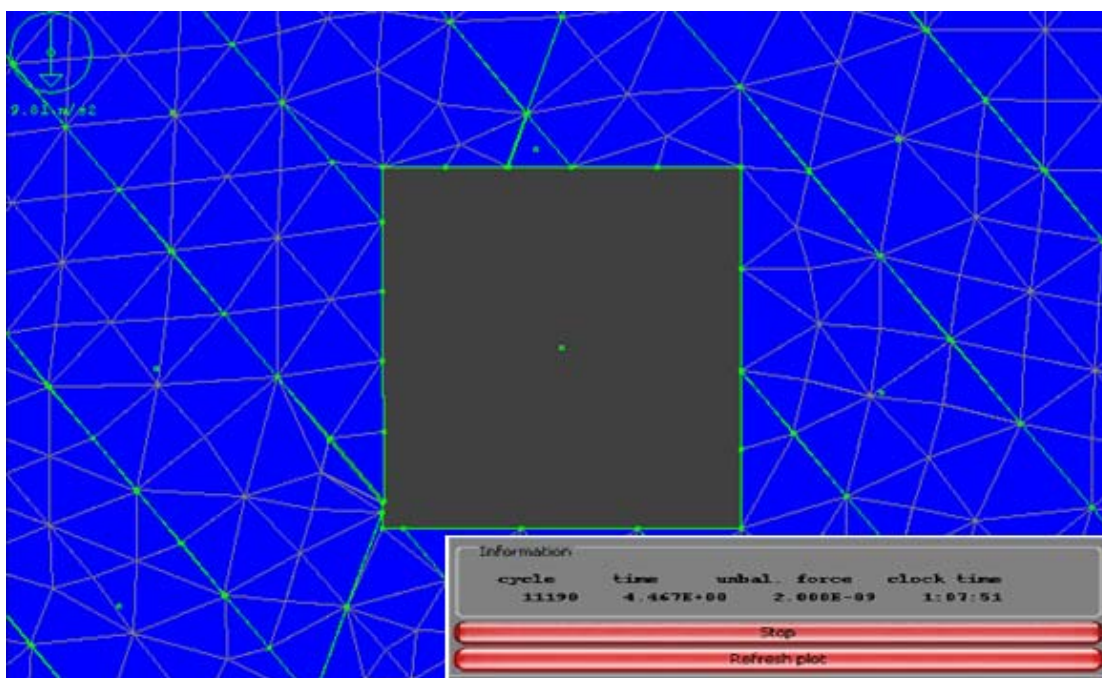 9.81 m/s2
Information
cycle time unbal. force clock time
11190 4.467E+00 2.000E-09 1:07:51
Stop
Refresh plot